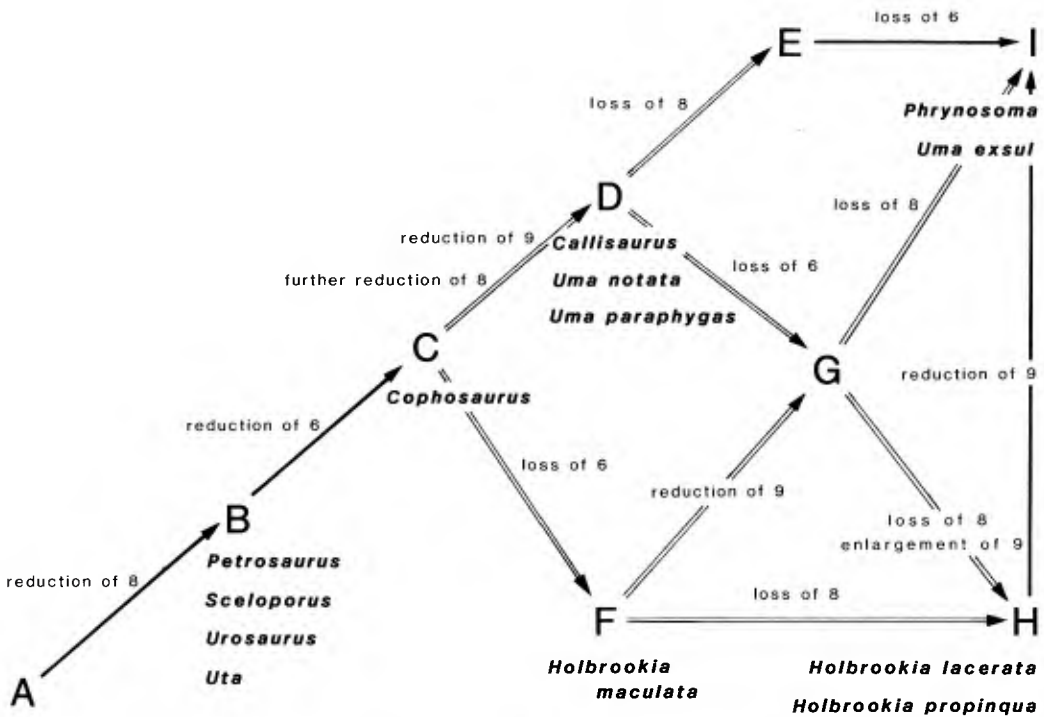 loss of 6
E
I
loss of 8
Phrynosoma
Uma exsul
D
loss of 8
reduction of 9
Callisaurus
loss of 6
further reduction of 8
Uma notata
Uma paraphygas
C
G
reduction of 9
Cophosaurus
reduction of 6
loss of 6
reduction of 9
B
loss of 8
enlargement of 9
Petrosaurus
reduction of 8
Sceloporus
loss of 8
F
H
Urosaurus
Uta
Holbrookia
maculata
Holbrookia lacerata
A
Holbrookia propinqua